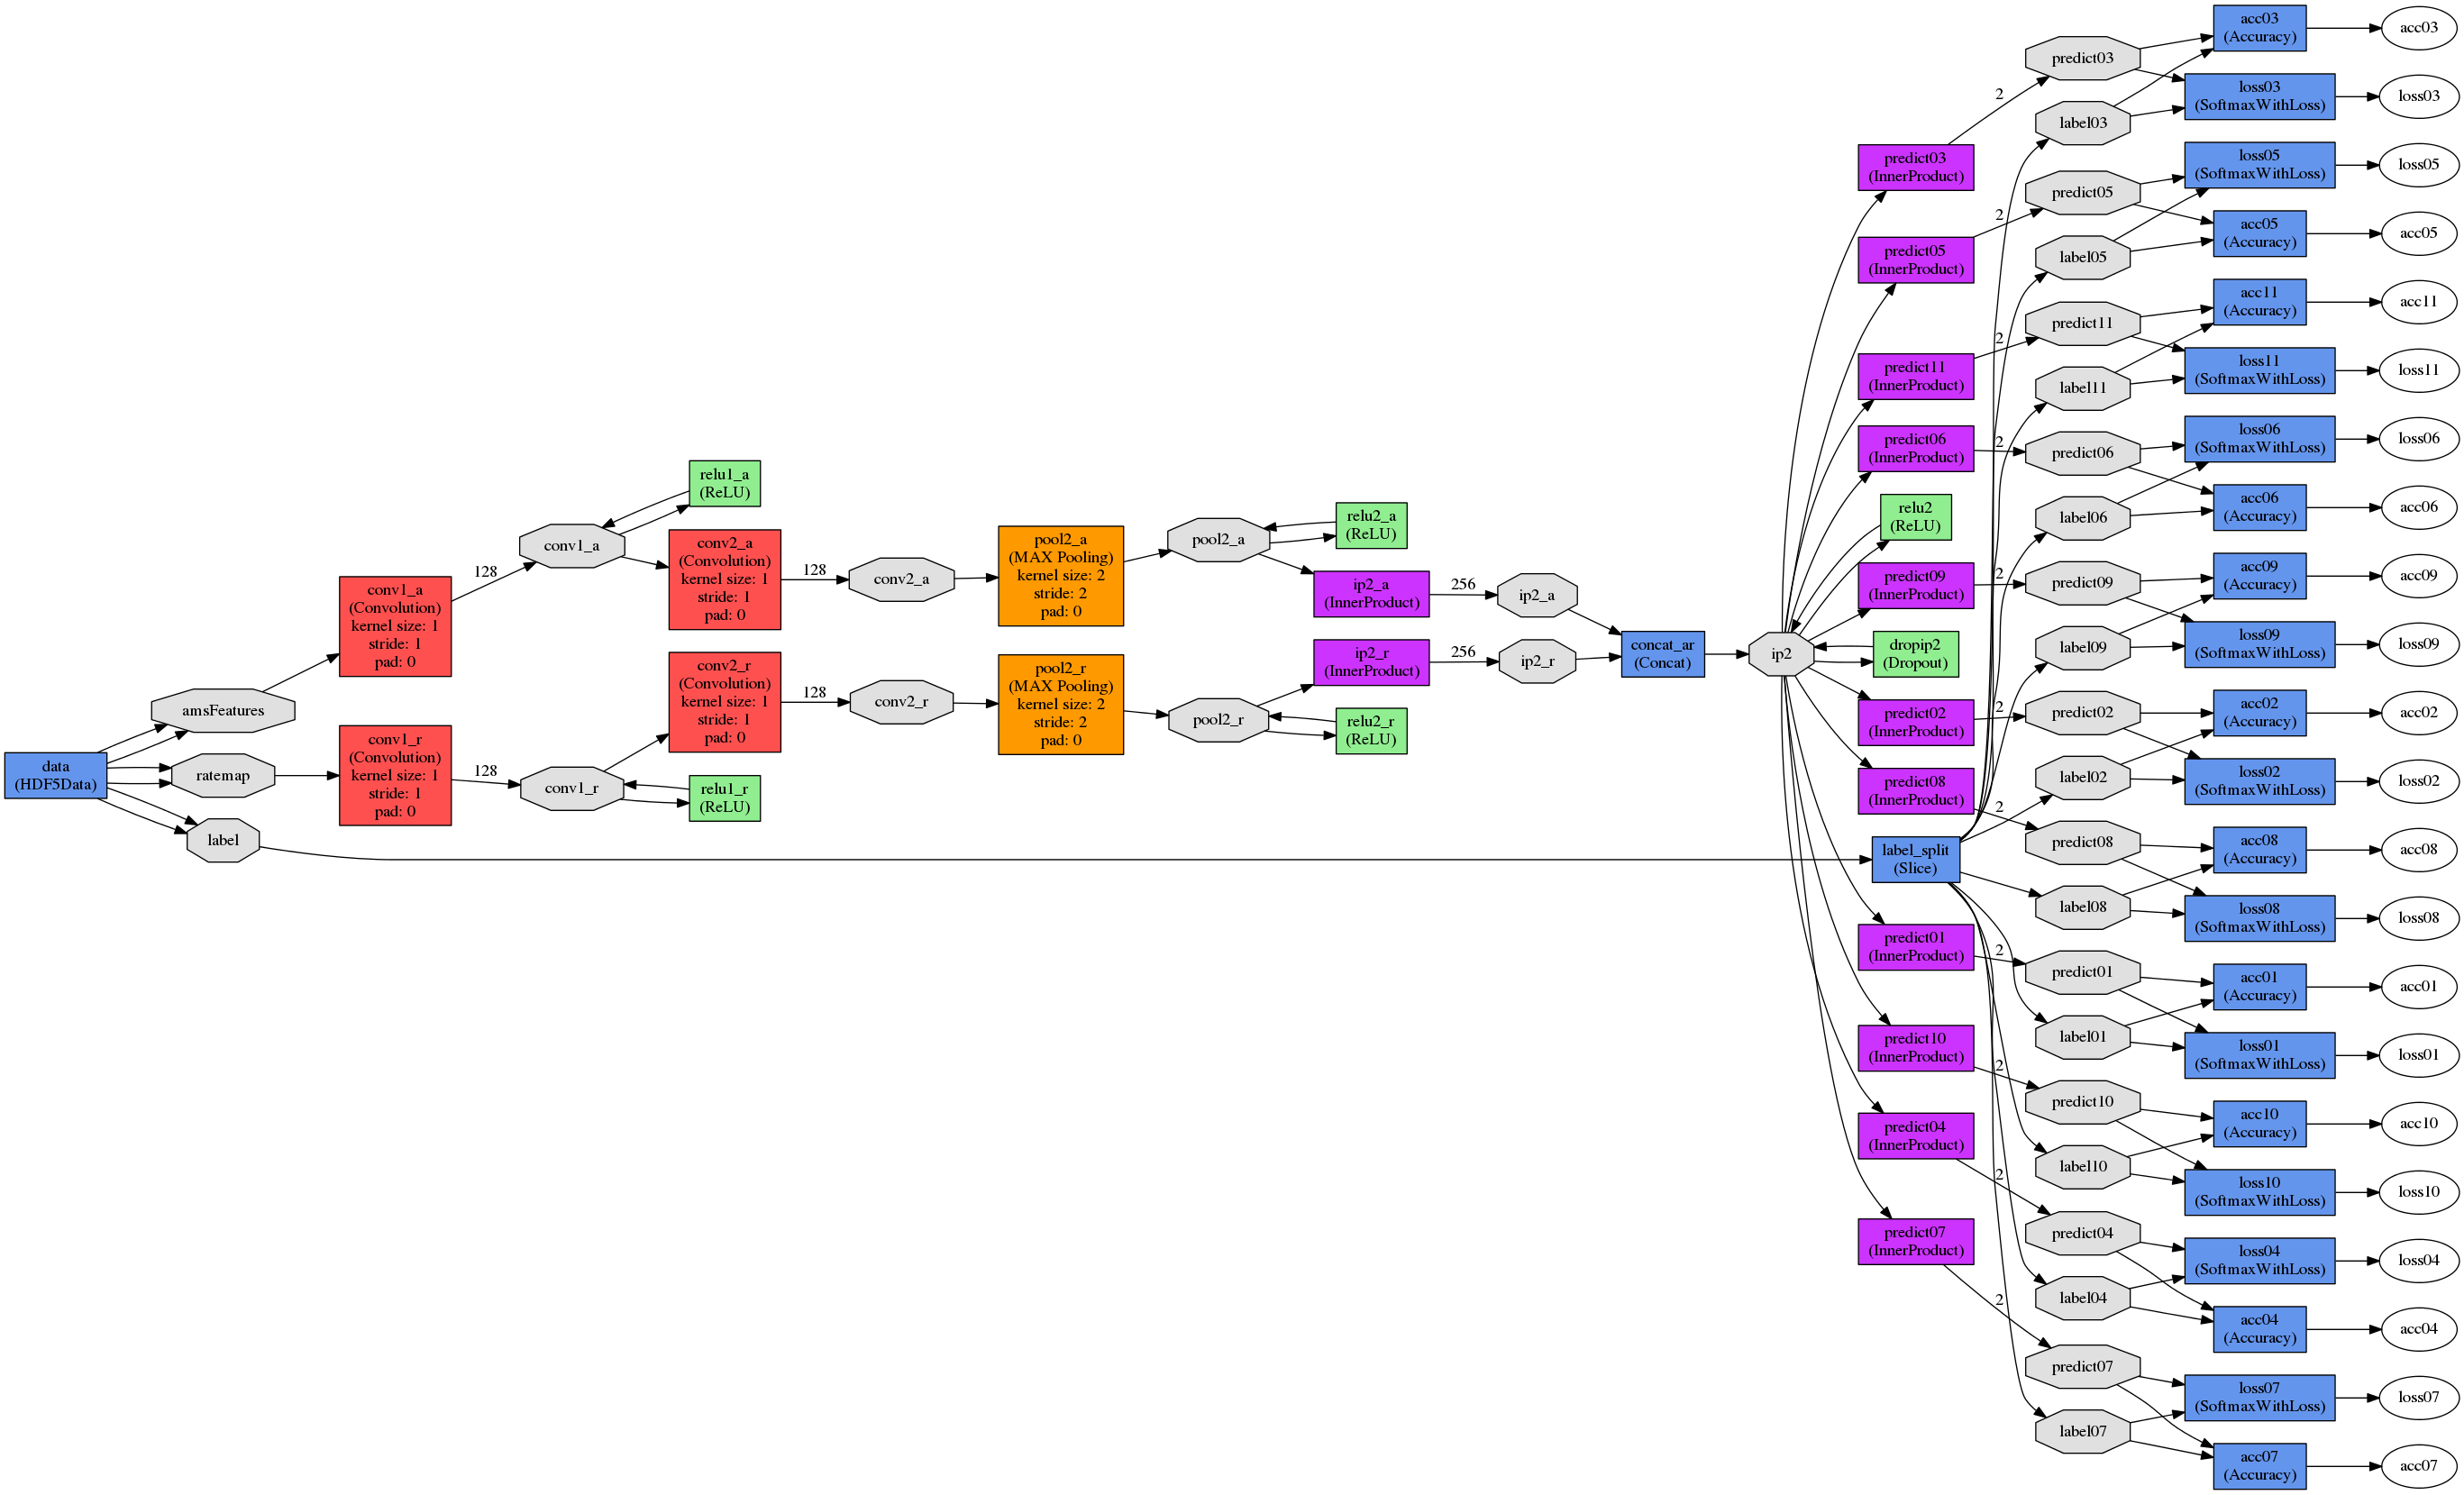 data
(HDF5Data)
amsFeatures
ratemap
label
conv1_a
(Convolution)
kernel size: 1
stride: 1
pad: 0
conv1_r
(Convolution)
kernel size: 1
stride: 1
pad: 0
128
128
conv1_a
conv1_r
relu1_a
(ReLU)
conv2_a
(Convolution)
kernel size: 1
stride: 1
pad: 0
conv2_r
(Convolution)
kernel size: 1
stride: 1
pad: 0
relu1_r
(ReLU)
128
128
conv2_a
conv2_r
pool2_a
(MAX Pooling)
kernel size: 2
stride: 2
pad: 0
pool2_r
(MAX Pooling)
kernel size: 2
stride: 2
pad: 0
pool2_a
pool2_r
relu2_a
(ReLU)
ip2_a
(InnerProduct)
ip2_r
(InnerProduct)
relu2_r
(ReLU)
256
256
ip2_a
ip2_r
concat_ar
(Concat)
ip2
predict03
(InnerProduct)
predict05
(InnerProduct)
predict11
(InnerProduct)
predict06
(InnerProduct)
relu2
(ReLU)
predict09
(InnerProduct)
dropip2
(Dropout)
predict02
(InnerProduct)
predict08
(InnerProduct)
label_split
(Slice)
predict01
(InnerProduct)
predict10
(InnerProduct)
predict04
(InnerProduct)
predict07
(InnerProduct)
2
2
2
2
2
2
2
2
2
2
2
predict03
label03
predict05
label05
predict11
label11
predict06
label06
predict09
label09
predict02
label02
predict08
label08
predict01
label01
predict10
label10
predict04
label04
predict07
label07
acc03
(Accuracy)
loss03
(SoftmaxWithLoss)
loss05
(SoftmaxWithLoss)
acc05
(Accuracy)
acc11
(Accuracy)
loss11
(SoftmaxWithLoss)
loss06
(SoftmaxWithLoss)
acc06
(Accuracy)
acc09
(Accuracy)
loss09
(SoftmaxWithLoss)
acc02
(Accuracy)
loss02
(SoftmaxWithLoss)
acc08
(Accuracy)
loss08
(SoftmaxWithLoss)
acc01
(Accuracy)
loss01
(SoftmaxWithLoss)
acc10
(Accuracy)
loss10
(SoftmaxWithLoss)
loss04
(SoftmaxWithLoss)
acc04
(Accuracy)
loss07
(SoftmaxWithLoss)
acc07
(Accuracy)
acc03
loss03
loss05
acc05
acc11
loss11
loss06
acc06
acc09
loss09
acc02
loss02
acc08
loss08
acc01
loss01
acc10
loss10
loss04
acc04
loss07
acc07